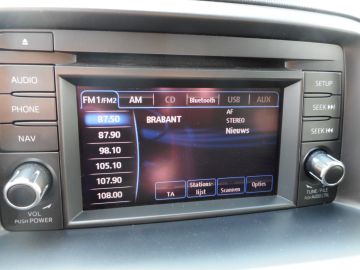 AUDIO
PHONE
NAV
VOL
PUSH POWER
FM1/FM2 AM CD Bluetooth USB AUX
87.50 BRABANT AF
STEREO
87.90 Nieuws
98.10
105.10
107.90
108.00
TA Stations-
lijst Scannen Opties
SETUP
SEEK
SEEK
TUNE/FILE